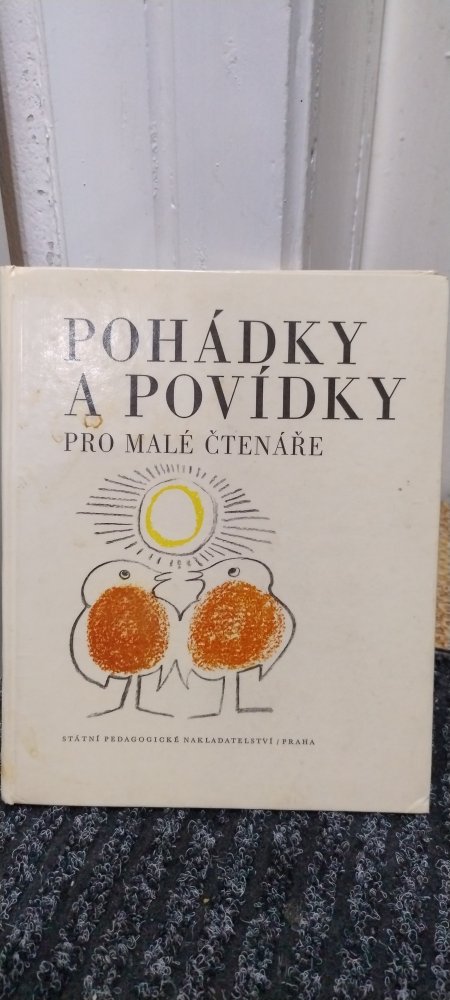 POHÁDKY
A POVÍDKY
PRO MALÉ ČTENÁŘE
STÁTNÍ PEDAGOGICKÉ NAKLADATELSTVÍ / PRAHA